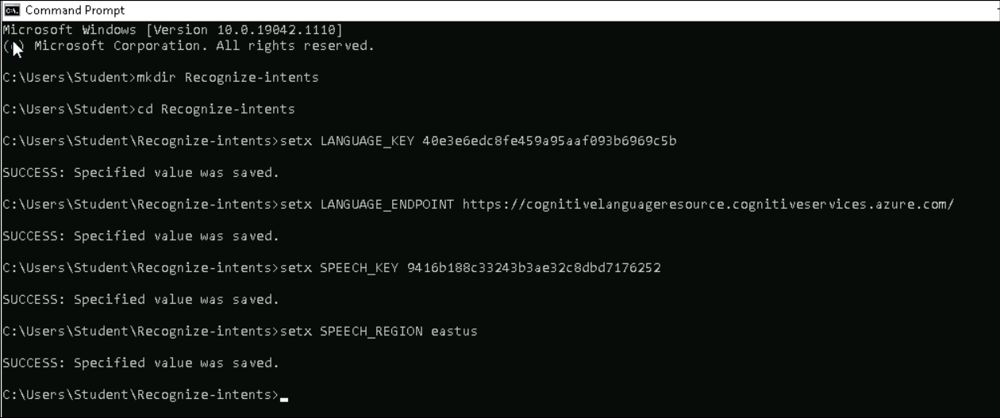 Command Prompt
Microsoft Windows [Version 10.0.19042.1110]
(c) Microsoft Corporation. All rights reserved.
C:\Users\Student>mkdir Recognize-intents
C:\Users\Student>cd Recognize-intents
C:\Users\Student\Recognize-intents>setx LANGUAGE_KEY 40e3e6edc8fe459a95aaf093b6969c5b
SUCCESS: Specified value was saved.
C:\Users\Student\Recognize-intents>setx LANGUAGE_ENDPOINT https://cognitivelanguageresource.cognitiveservices.azure.com/
SUCCESS: Specified value was saved.
C:\Users\Student\Recognize-intents>setx SPEECH_KEY 9416b188c33243b3ae32c8dbd7176252
SUCCESS: Specified value was saved.
C:\Users\Student\Recognize-intents>setx SPEECH_REGION eastus
SUCCESS: Specified value was saved.
C:\Users\Student\Recognize-intents>